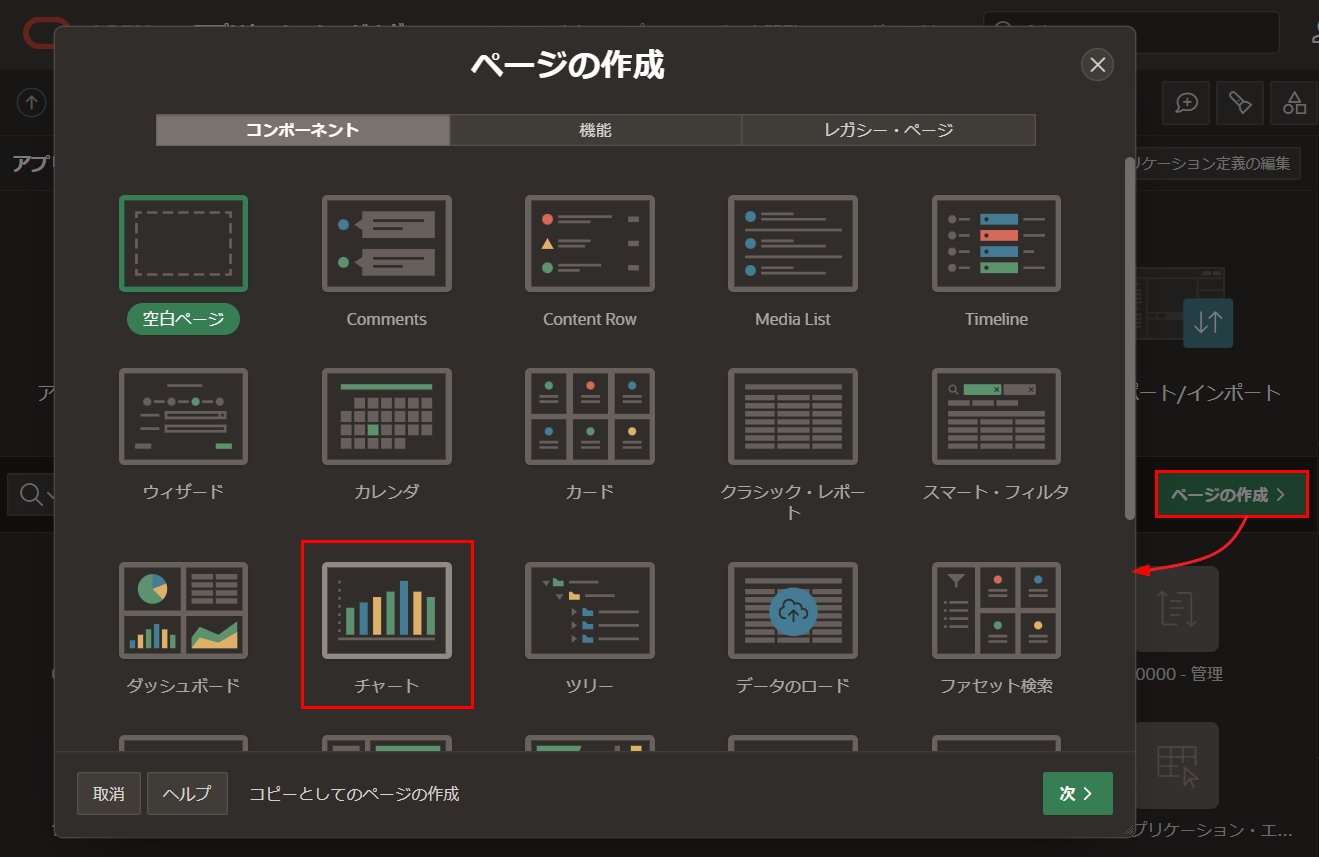 ページの作成
コンポーネント
機能
レガシー・ページ
アプ
リケーション定義の編集
空白ページ
Comments
Content Row
Media List
Timeline
ア
ポート/インポート
ウィザード
カレンダ
カード
クラシック・レポー
ト
スマート・フィルタ
ページの作成
ダッシュボード
チャート
ツリー
データのロード
ファセット検索
0000 - 管理
取消
ヘルプ
コピーとしてのページの作成
次
プリケーション・エ...